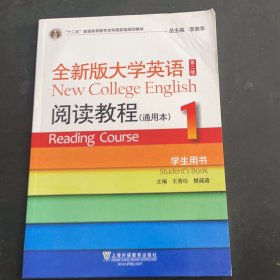 "十二五"普通高等教育本科国家级规划教材
总主编 李荫华
全新版大学英语 第二版
New College English
阅读教程(通用本) 1
Reading Course
学生用书
Student's Book
主编 王秀珍
上海外语教育出版社